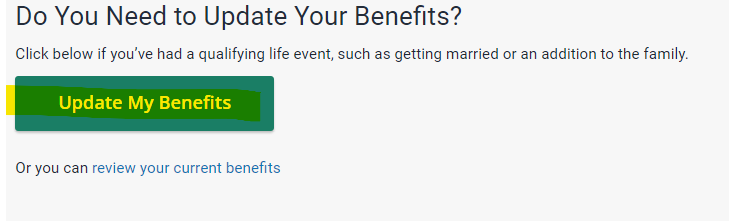 Do You Need to Update Your Benefits?
Click below if you’ve had a qualifying life event, such as getting married or an addition to the family.
Update My Benefits
Or you can review your current benefits